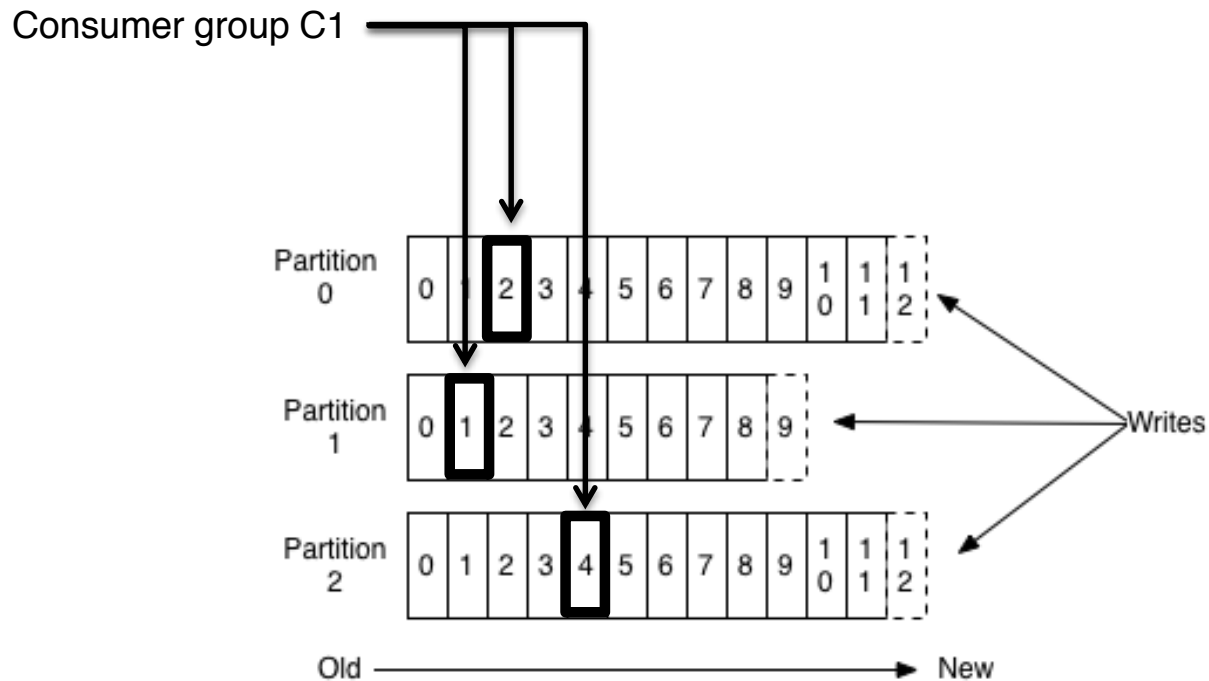 Consumer group C1
Partition
0
0 1 2 3 4 5 6 7 8 9 10 11 12
Partition
1
0 1 2 3 4 5 6 7 8 9
Writes
Partition
2
0 1 2 3 4 5 6 7 8 9 10 11 12
Old New